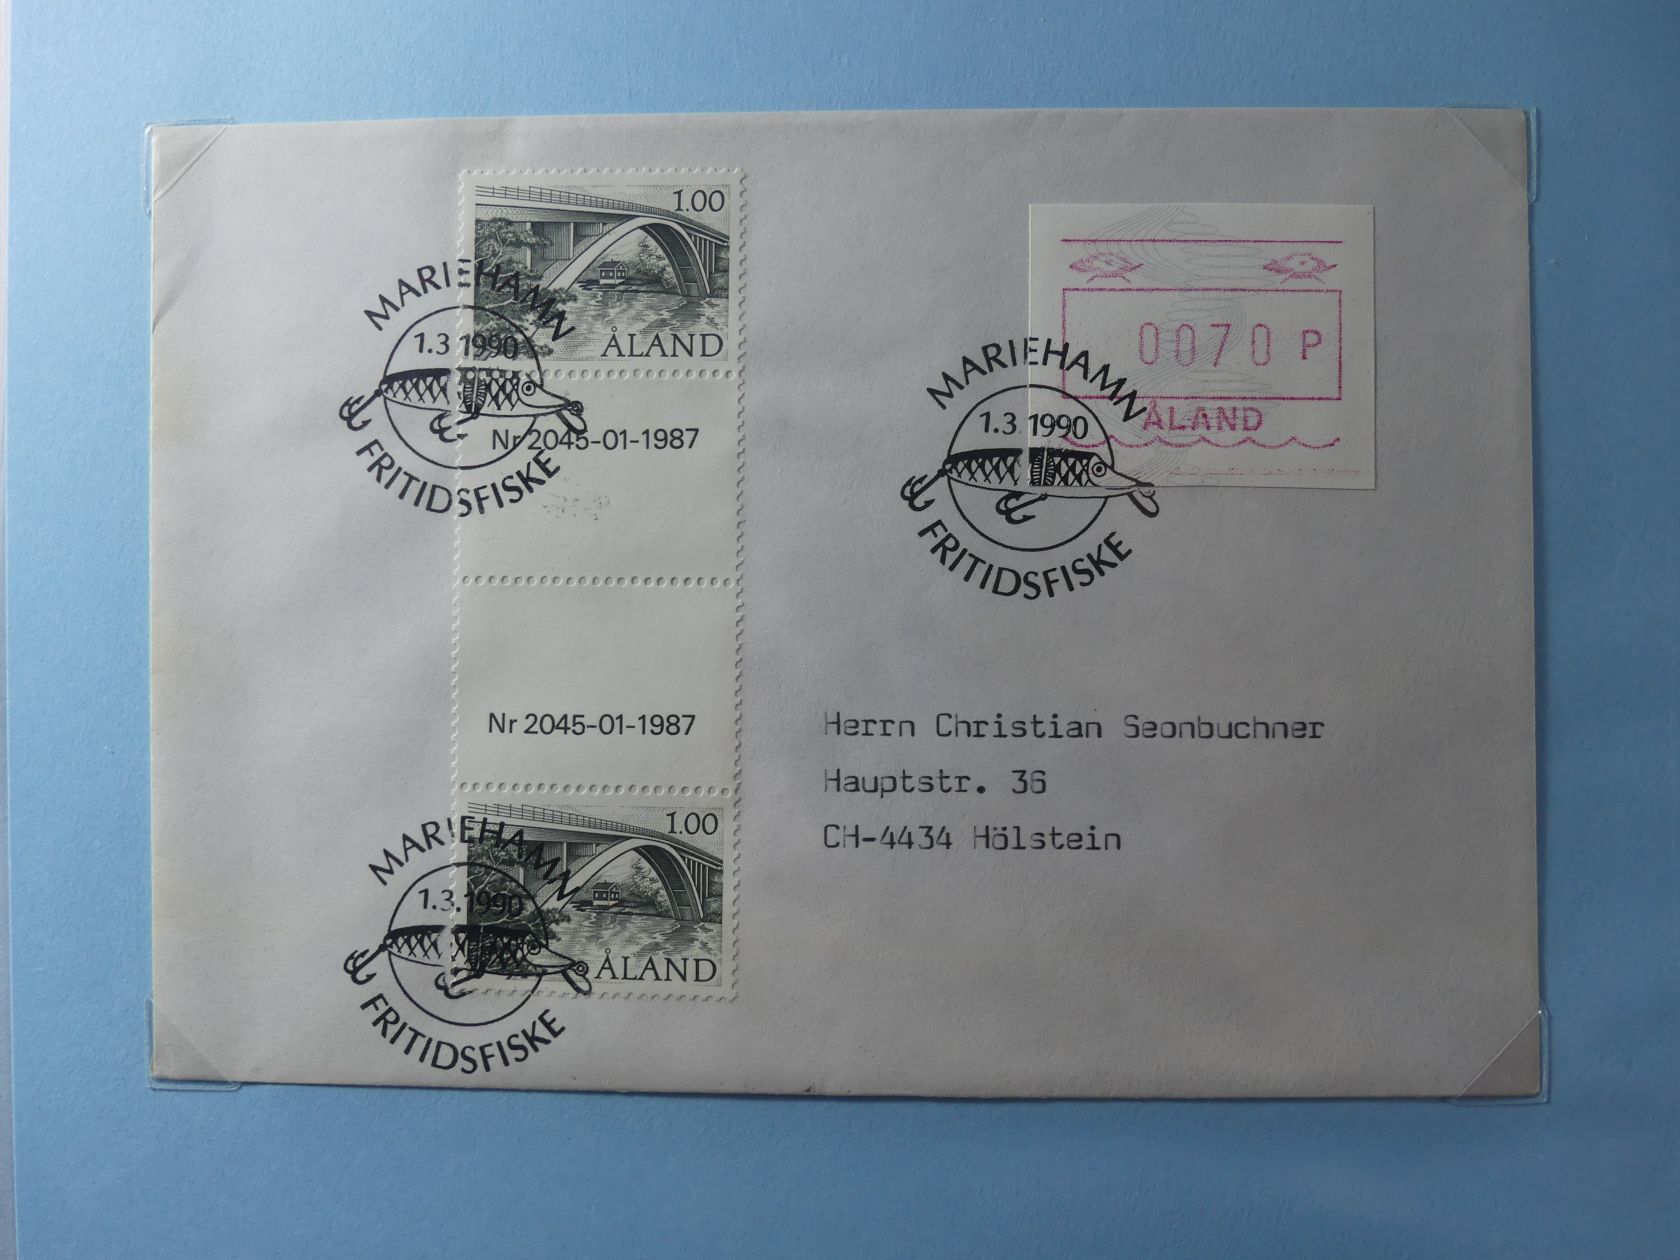 1.00
ÅLAND
MARIEHAMN
1.3 1990
FRITIDSFISKE
Nr 2045-01-1987
Nr 2045-01-1987
1.00
ÅLAND
MARIEHAMN
1.3.1990
FRITIDSFISKE
0070 P
ÅLAND
MARIEHAMN
1.3.1990
FRITIDSFISKE
Herrn Christian Seonbuchner
Hauptstr. 36
CH-4434 Hölstein